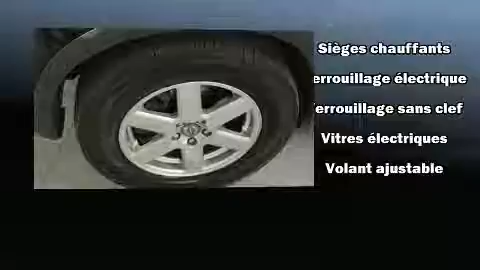 Sièges chauffants
errouillage électrique
errouillage sans clef
Vitres électriques
Volant ajustable